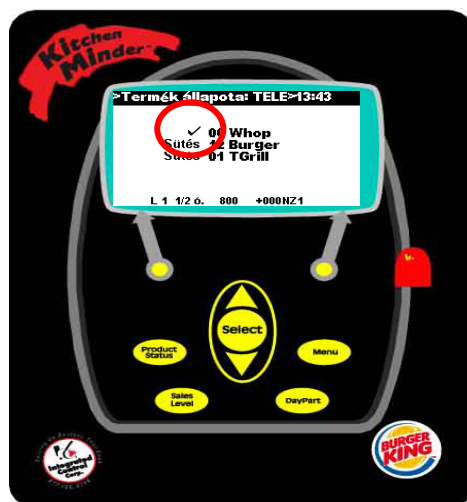 Kitchen
Minder
>Termék állapota: TELE>13:43
✓ 06 Whop
Sütés 12 Burger
Sütés 01 TGrill
L 1 1/2 ó. 800 +000NZ1
Select
Product
Status
Menu
Sales
Level
DayPart
Integrated
Control
Corp.
BURGER
KING